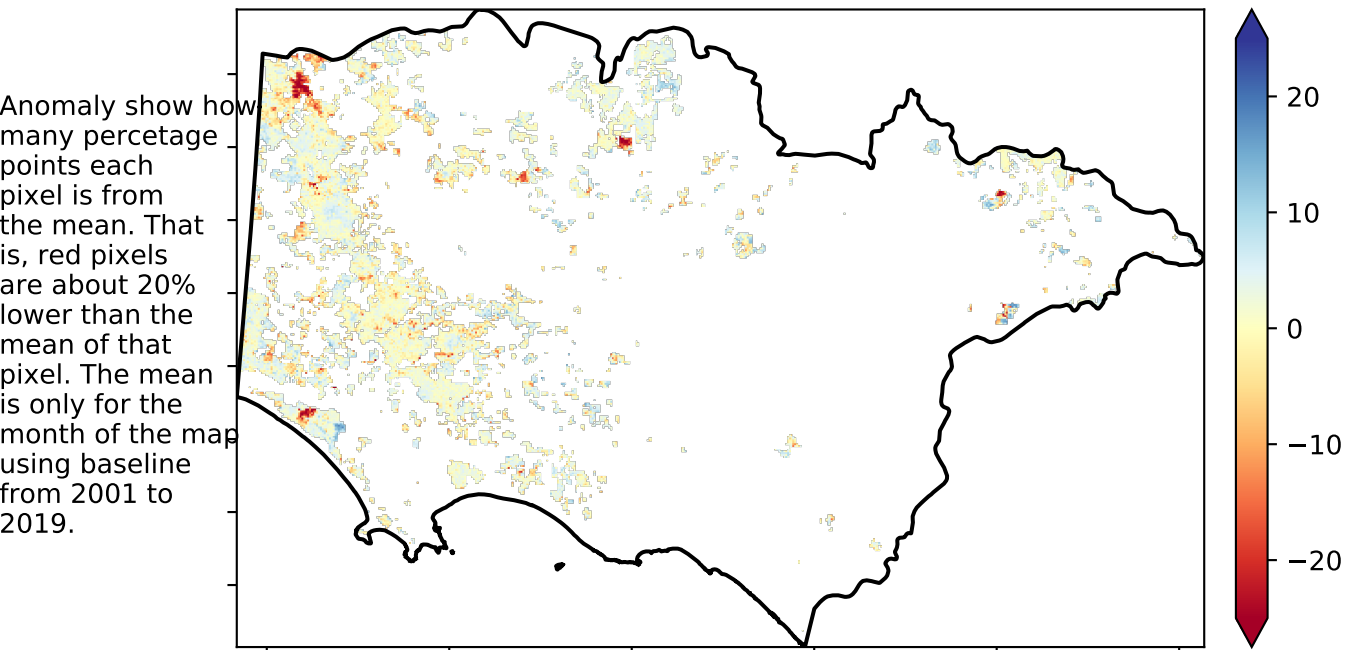 Anomaly show how
many percetage
points each
pixel is from
the mean. That
is, red pixels
are about 20%
lower than the
mean of that
pixel. The mean
is only for the
month of the map
using baseline
from 2001 to
2019.
20
10
0
−10
−20